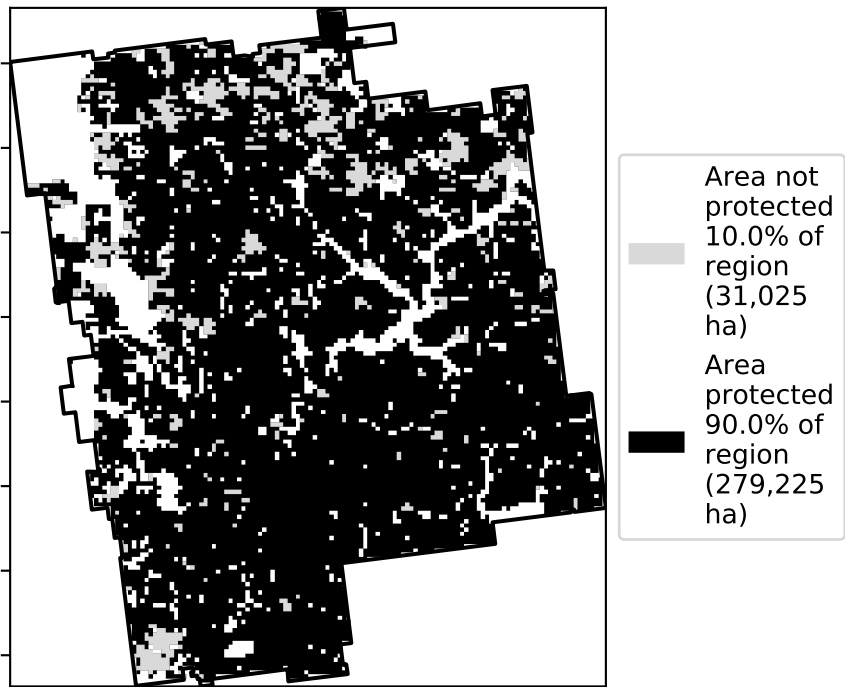 Area not
protected
10.0% of
region
(31,025
ha)
Area
protected
90.0% of
region
(279,225
ha)